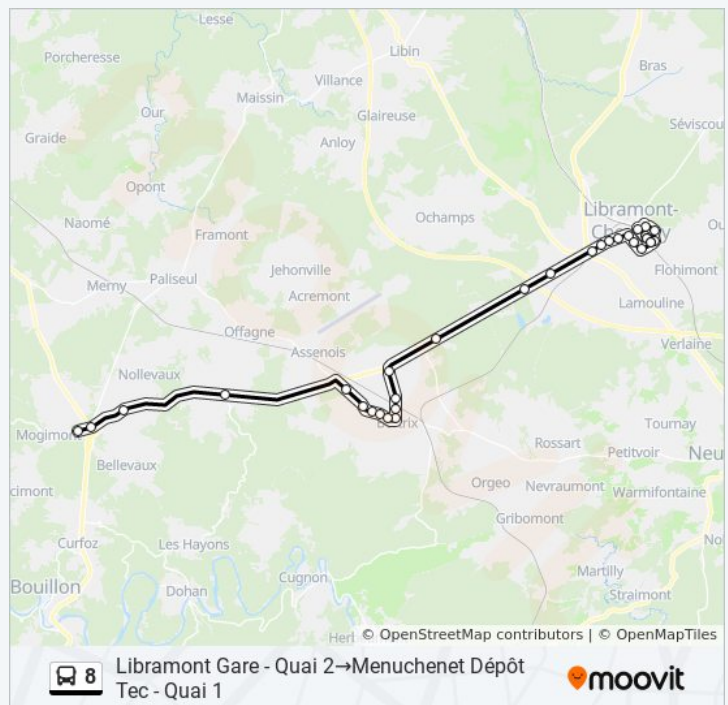 Lesse
Porcheresse
Libin
Bras
Maissin
Villance
Our
Glaireuse
Séviscou
Graide
Anloy
Opont
Libramont-
Ochamps
Naomé
Framont
Flohimont
Paliseul
Jehonville
Merny
Acremont
Lamouline
Offagne
Verlaine
Assenois
Nollevaux
Tournay
Mogimont
Rossart
Neu
Bellevaux
Petitvoir
Orgeo
Nevraumont
Warmifontaine
cimont
Gribomont
Curfoz
Les Hayons
Martilly
Bouillon
Cugnon
Dohan
Straimont
Herb
© OpenStreetMap contributors | © OpenMapTiles
8 Libramont Gare - Quai 2→Menuchenet Dépôt
Tec - Quai 1
moovit